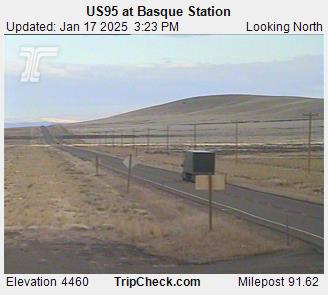 US95 at Basque Station
Updated: Jan 17 2025  3:23 PM Looking North
Elevation 4460 TripCheck.com Milepost 91.62